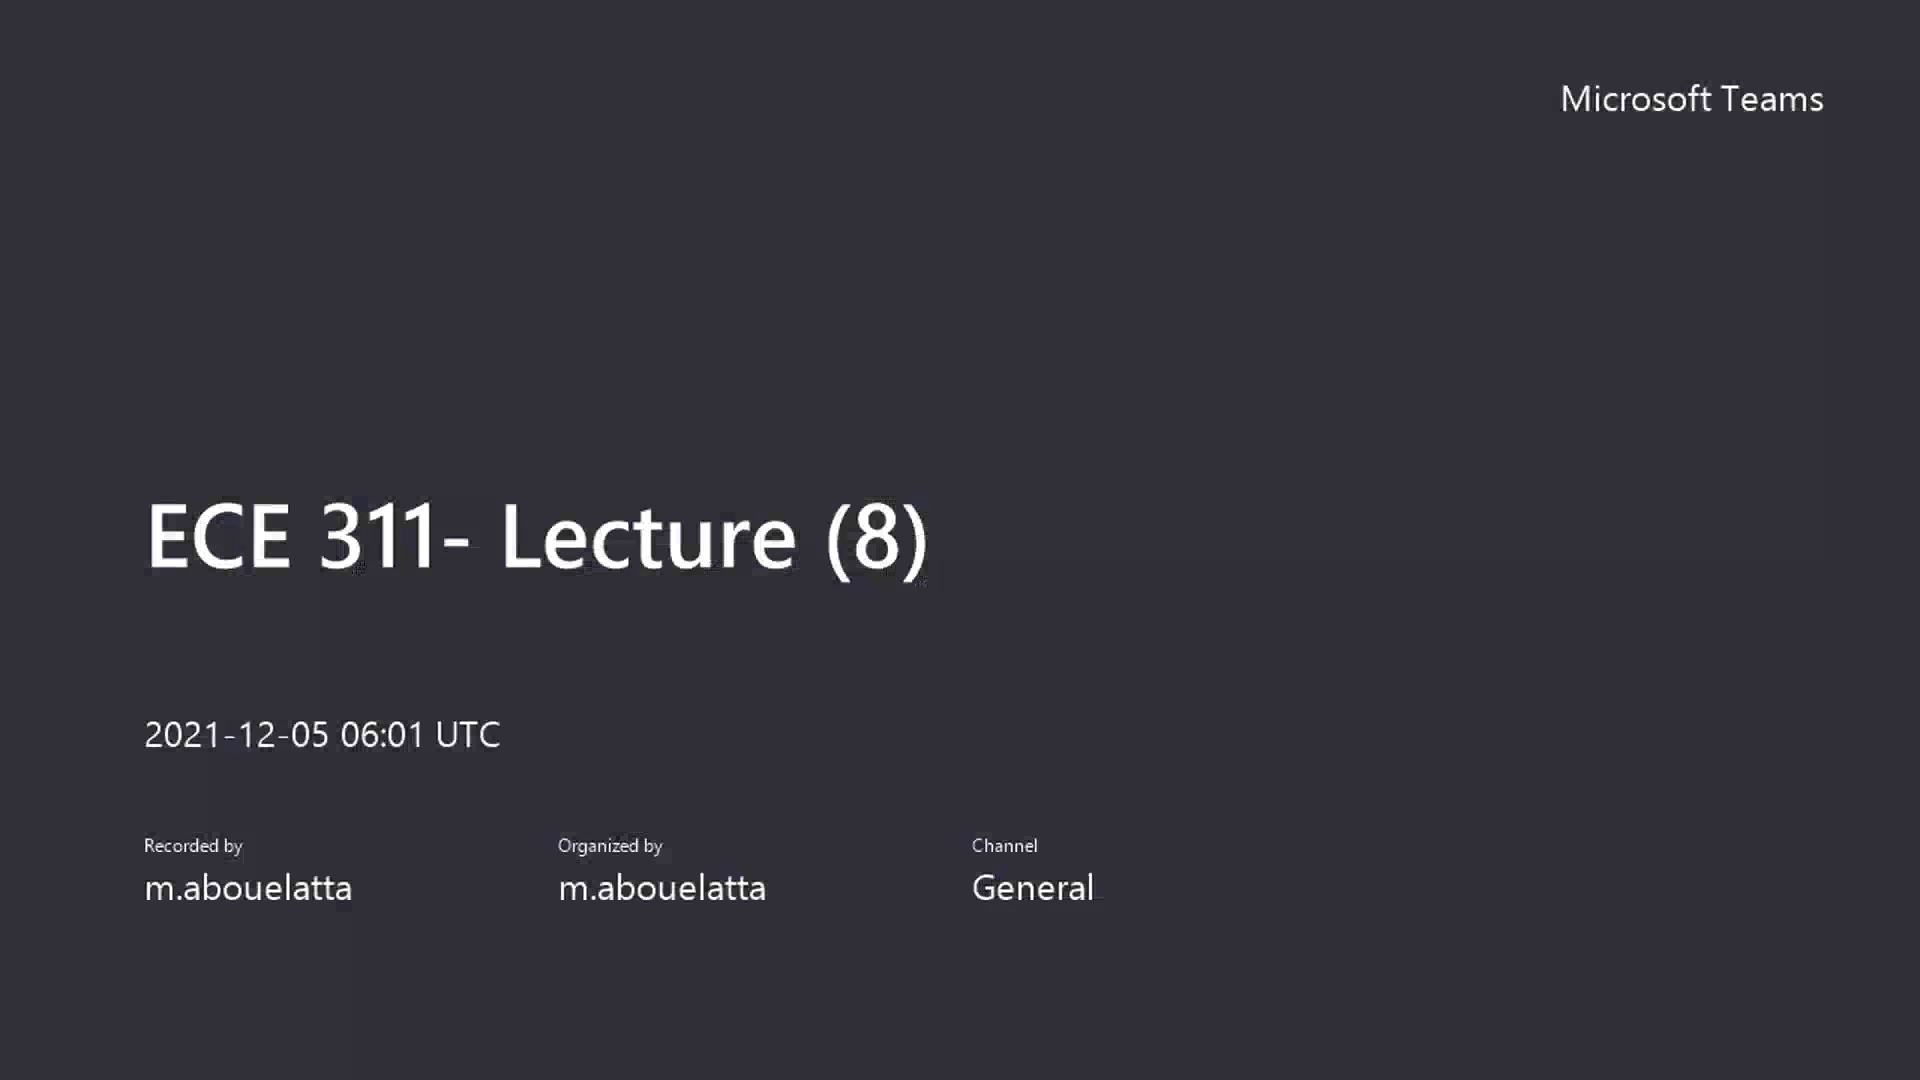 Microsoft Teams
ECE 311- Lecture (8)
2021-12-05 06:01 UTC
Recorded by
m.abouelatta
Organized by
m.abouelatta
Channel
General